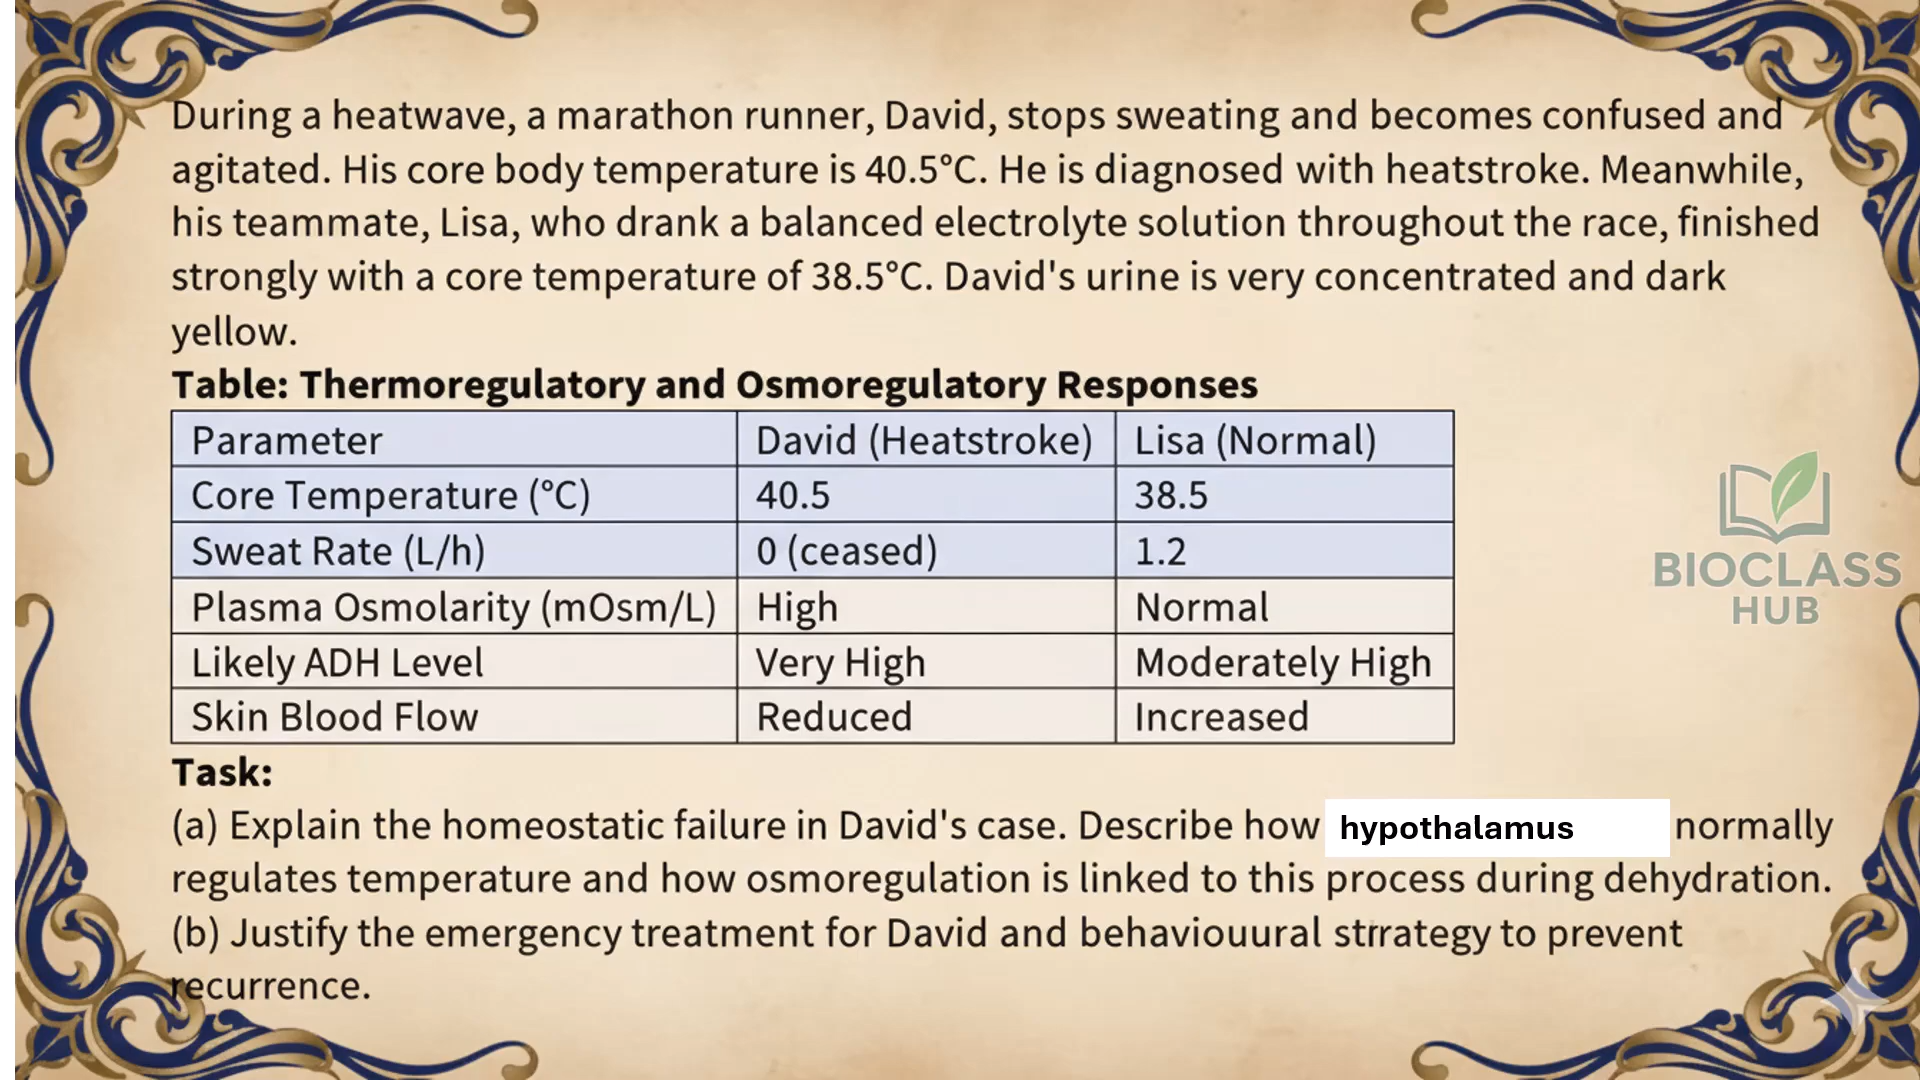 During a heatwave, a marathon runner, David, stops sweating and becomes confused and
agitated. His core body temperature is 40.5°C. He is diagnosed with heatstroke. Meanwhile,
his teammate, Lisa, who drank a balanced electrolyte solution throughout the race, finished
strongly with a core temperature of 38.5°C. David's urine is very concentrated and dark
yellow.
Table: Thermoregulatory and Osmoregulatory Responses
Parameter David (Heatstroke) Lisa (Normal)
Core Temperature (°C) 40.5 38.5
Sweat Rate (L/h) 0 (ceased) 1.2
Plasma Osmolarity (mOsm/L) High Normal
Likely ADH Level Very High Moderately High
Skin Blood Flow Reduced Increased
BIOCLASS
HUB
Task:
(a) Explain the homeostatic failure in David's case. Describe how hypothalamus normally
regulates temperature and how osmoregulation is linked to this process during dehydration.
(b) Justify the emergency treatment for David and behaviouural strrategy to prevent
recurrence.